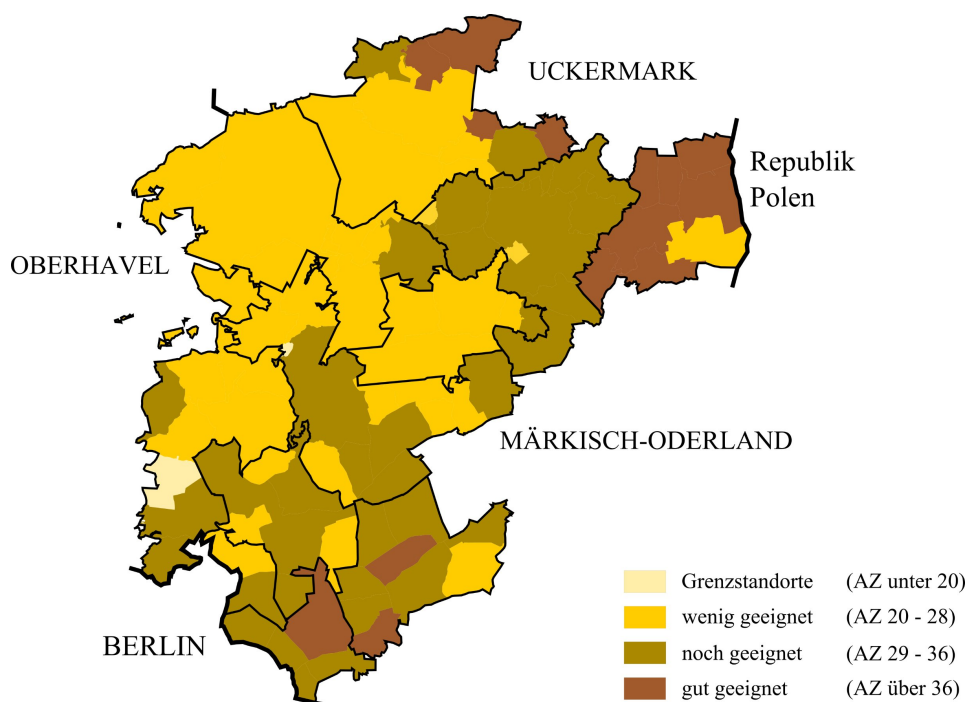 UCKERMARK
Republik
Polen
OBERHAVEL
MÄRKISCH-ODERLAND
BERLIN
Grenzstandorte (AZ unter 20)
wenig geeignet (AZ 20 - 28)
noch geeignet (AZ 29 - 36)
gut geeignet (AZ über 36)